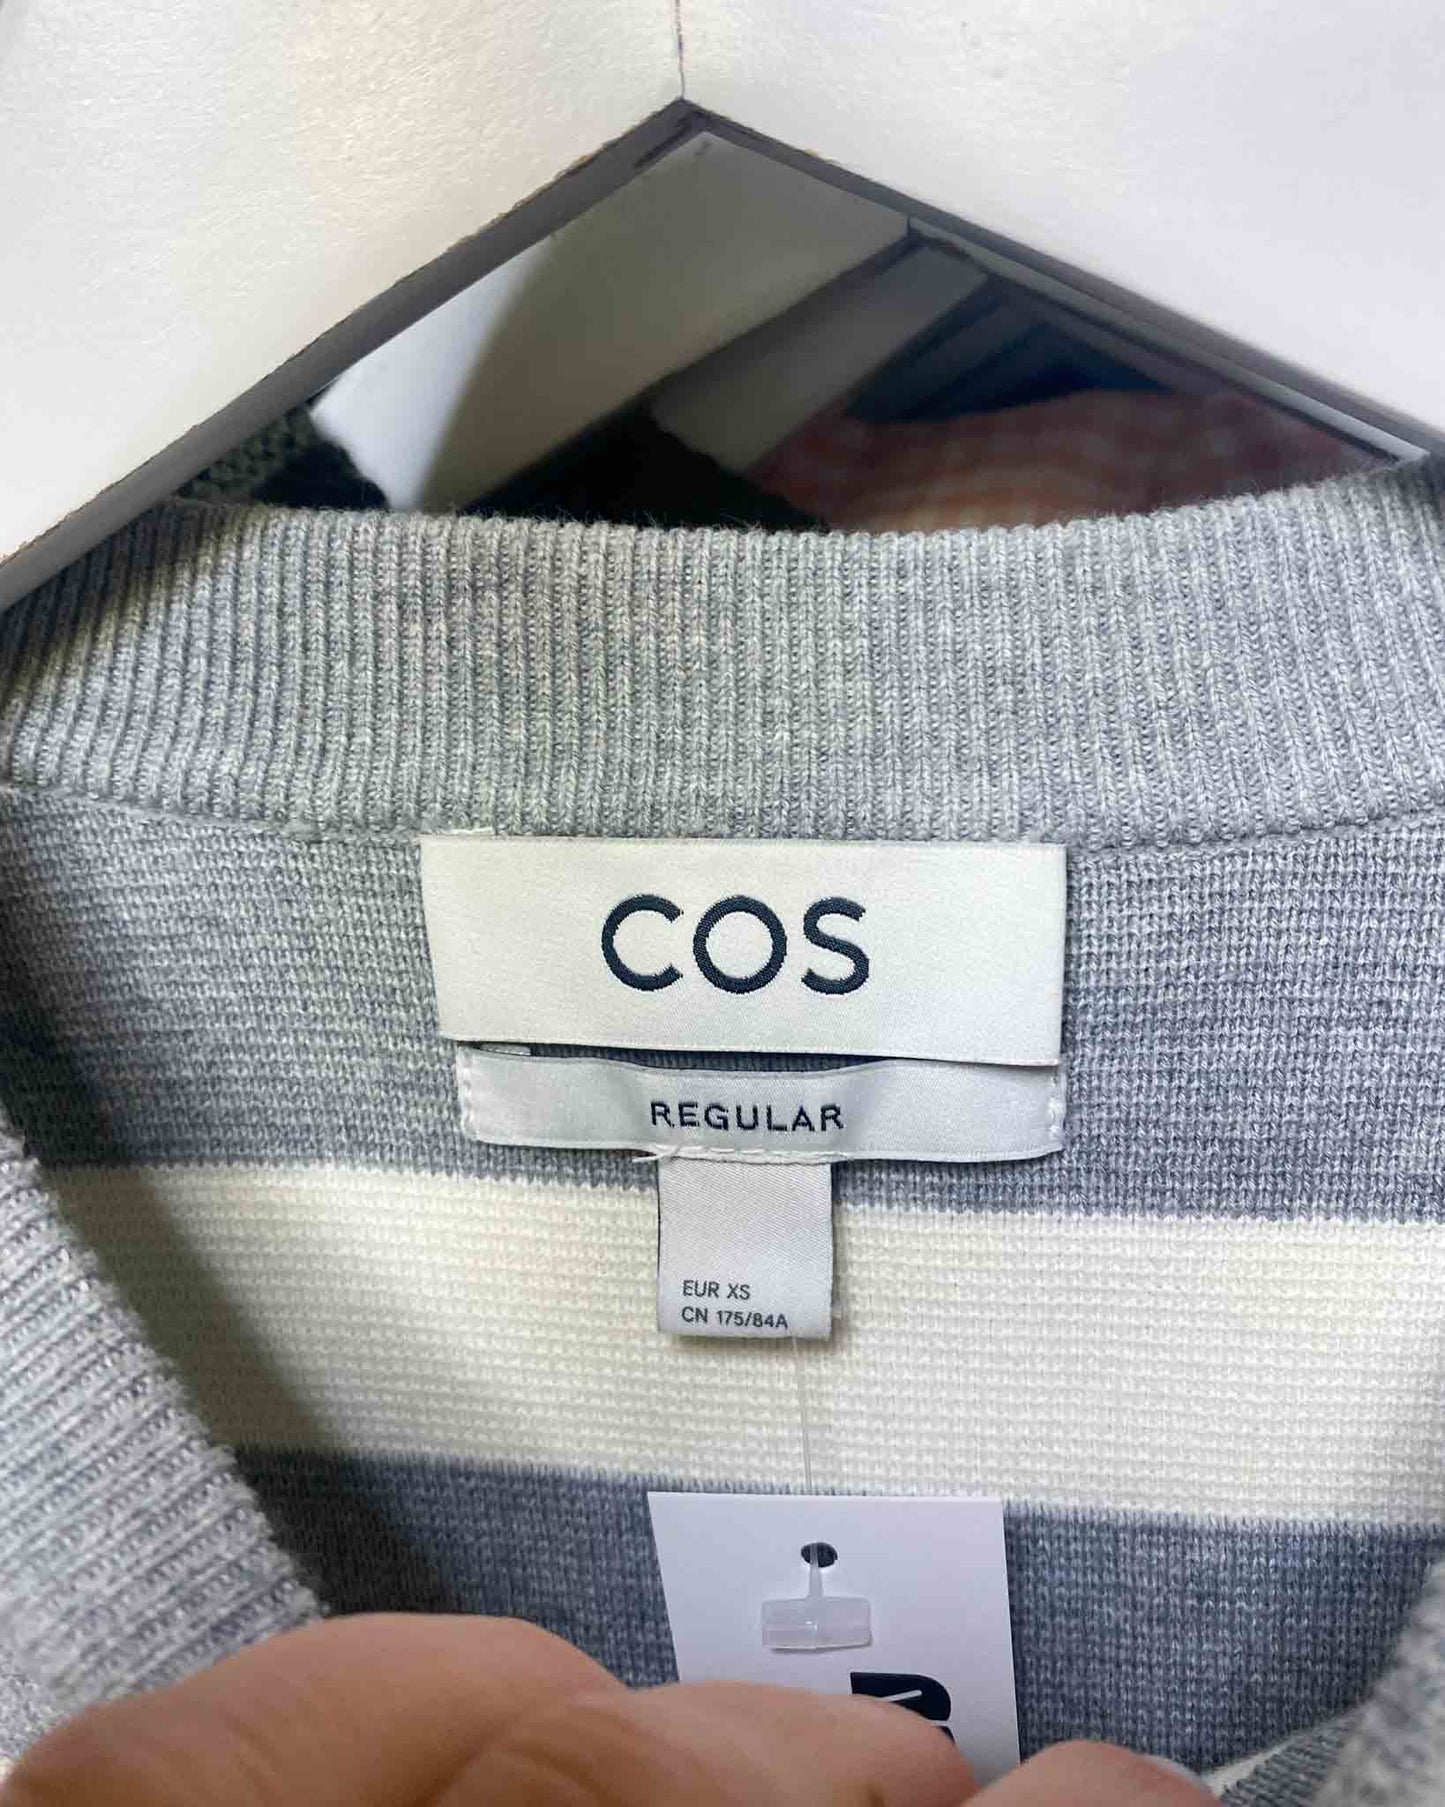 COS
REGULAR
EUR XS
CN 175/84A